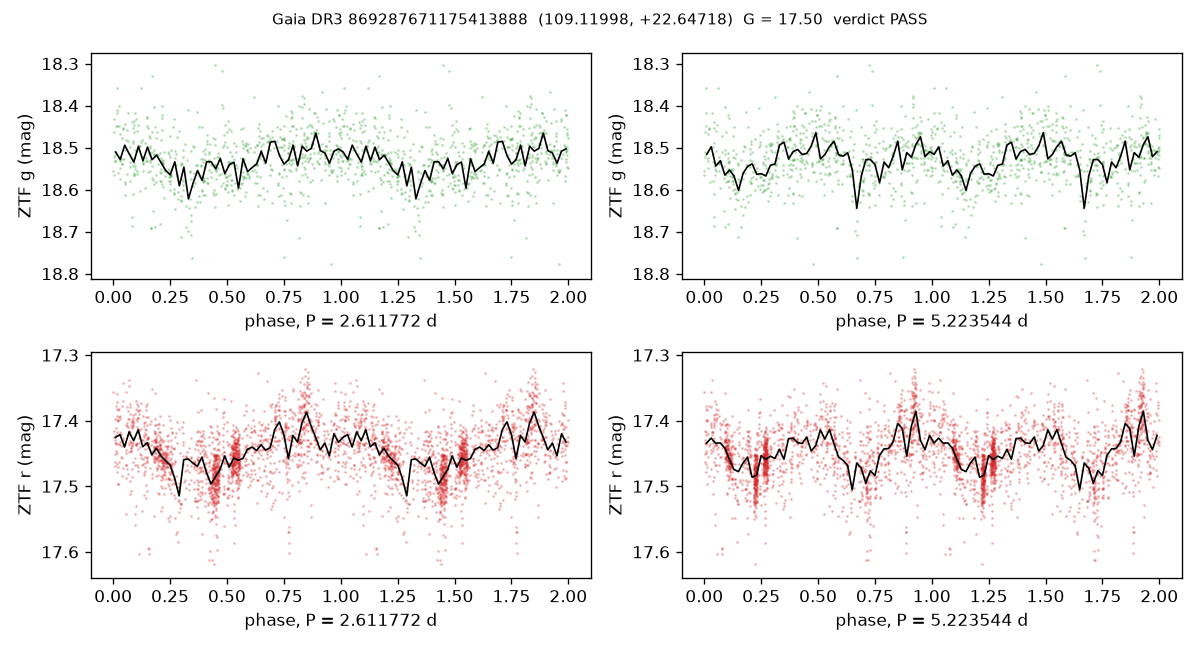 Gaia DR3 869287671175413888 (109.11998, +22.64718) G = 17.50 verdict PASS
ZTF g (mag)
18.3
18.4
18.5
18.6
18.7
18.8
0.00 0.25 0.50 0.75 1.00 1.25 1.50 1.75 2.00
phase, P = 2.611772 d
ZTF g (mag)
18.3
18.4
18.5
18.6
18.7
18.8
0.00 0.25 0.50 0.75 1.00 1.25 1.50 1.75 2.00
phase, P = 5.223544 d
ZTF r (mag)
17.3
17.4
17.5
17.6
0.00 0.25 0.50 0.75 1.00 1.25 1.50 1.75 2.00
phase, P = 2.611772 d
ZTF r (mag)
17.3
17.4
17.5
17.6
0.00 0.25 0.50 0.75 1.00 1.25 1.50 1.75 2.00
phase, P = 5.223544 d